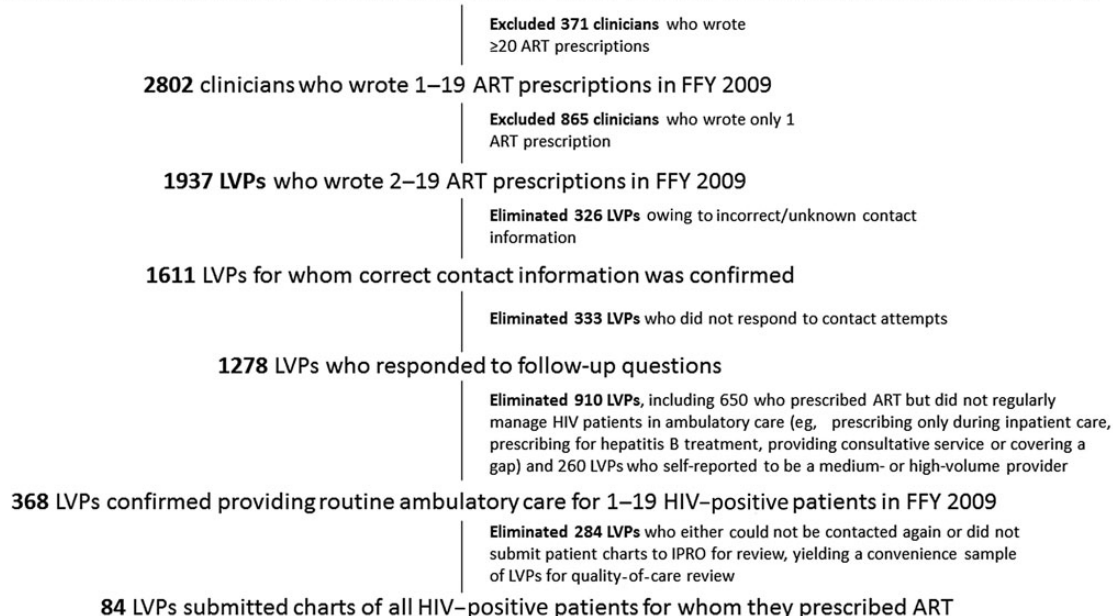 Excluded 371 clinicians who wrote
≥20 ART prescriptions
2802 clinicians who wrote 1–19 ART prescriptions in FFY 2009
Excluded 865 clinicians who wrote only 1
ART prescription
1937 LVPs who wrote 2–19 ART prescriptions in FFY 2009
Eliminated 326 LVPs owing to incorrect/unknown contact
information
1611 LVPs for whom correct contact information was confirmed
Eliminated 333 LVPs who did not respond to contact attempts
1278 LVPs who responded to follow-up questions
Eliminated 910 LVPs, including 650 who prescribed ART but did not regularly
manage HIV patients in ambulatory care (eg, prescribing only during inpatient care,
prescribing for hepatitis B treatment, providing consultative service or covering a
gap) and 260 LVPs who self-reported to be a medium- or high-volume provider
368 LVPs confirmed providing routine ambulatory care for 1–19 HIV–positive patients in FFY 2009
Eliminated 284 LVPs who either could not be contacted again or did not
submit patient charts to IPRO for review, yielding a convenience sample
of LVPs for quality-of-care review
84 LVPs submitted charts of all HIV–positive patients for whom they prescribed ART